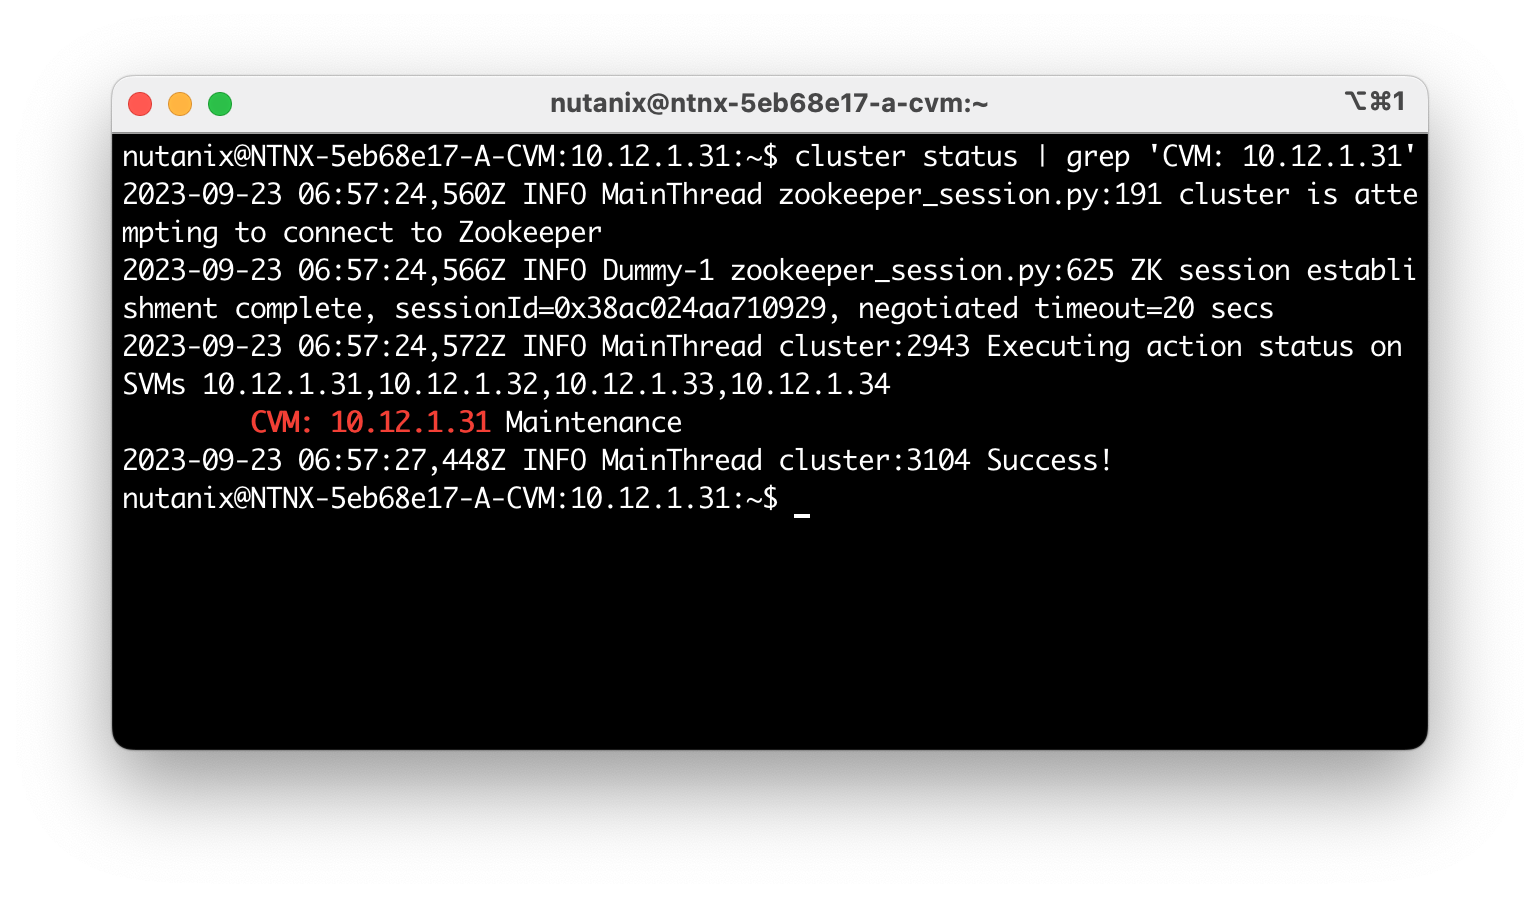 nutanix@ntnx-5eb68e17-a-cvm:~
⌥⌘1
nutanix@NTNX-5eb68e17-A-CVM:10.12.1.31:~$ cluster status | grep 'CVM: 10.12.1.31'
2023-09-23 06:57:24,560Z INFO MainThread zookeeper_session.py:191 cluster is atte
mpting to connect to Zookeeper
2023-09-23 06:57:24,566Z INFO Dummy-1 zookeeper_session.py:625 ZK session establi
shment complete, sessionId=0x38ac024aa710929, negotiated timeout=20 secs
2023-09-23 06:57:24,572Z INFO MainThread cluster:2943 Executing action status on
SVMs 10.12.1.31,10.12.1.32,10.12.1.33,10.12.1.34
CVM: 10.12.1.31 Maintenance
2023-09-23 06:57:27,448Z INFO MainThread cluster:3104 Success!
nutanix@NTNX-5eb68e17-A-CVM:10.12.1.31:~$ _